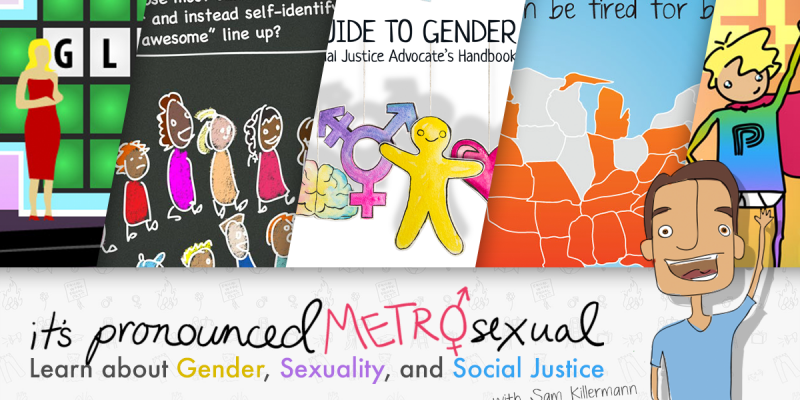 G L
and instead self-identify
awesome" line up?
UIDE TO GENDER
al Justice Advocate's Handbook
n be fired for b
P
it's pronounced METROsexual
Learn about Gender, Sexuality, and Social Justice
with Sam Killermann